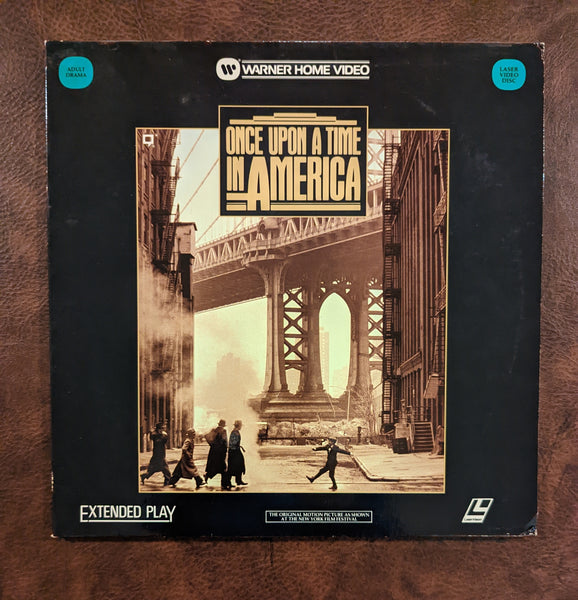 ADULT
DRAMA
WARNER HOME VIDEO
LASER
VIDEO
DISC
ONCE UPON A TIME
IN AMERICA
EXTENDED PLAY
THE ORIGINAL MOTION PICTURE AS SHOWN
AT THE NEW YORK FILM FESTIVAL